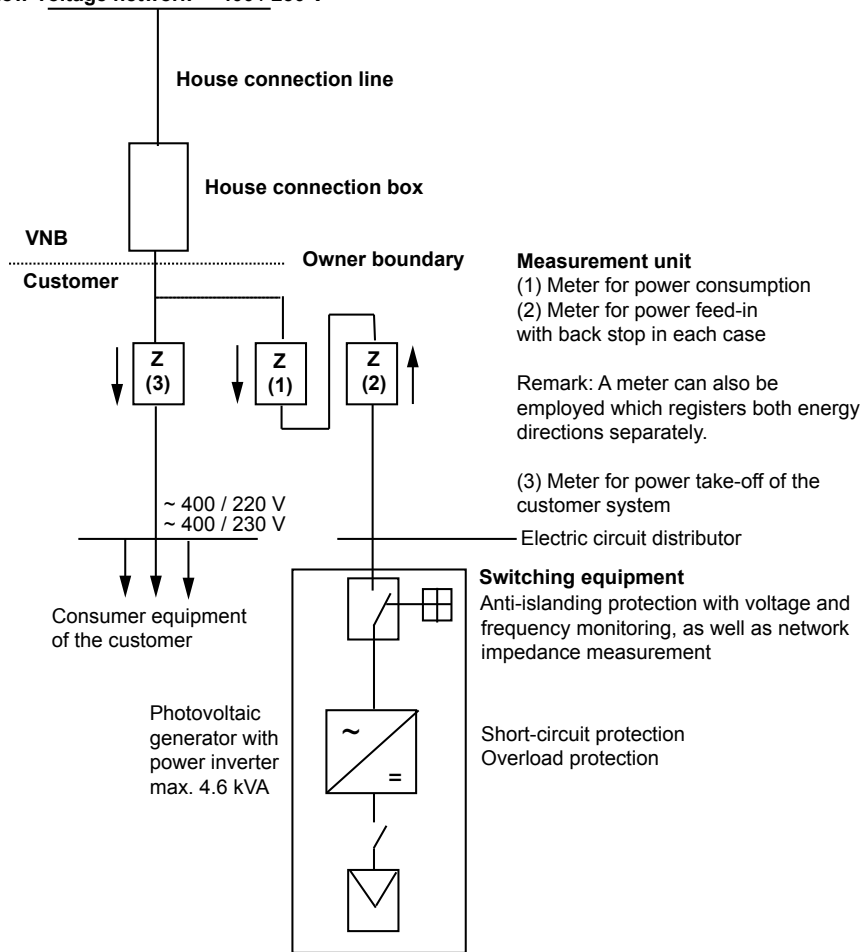 voltage network ~ 400 / 230 V
House connection line
House connection box
VNB
Owner boundary
Customer
Measurement unit
(1) Meter for power consumption
(2) Meter for power feed-in
with back stop in each case
Z
(3)
Z
(1)
Z
(2)
Remark: A meter can also be
employed which registers both energy
directions separately.
(3) Meter for power take-off of the
customer system
~ 400 / 220 V
~ 400 / 230 V
Electric circuit distributor
Consumer equipment
of the customer
Switching equipment
Anti-islanding protection with voltage and
frequency monitoring, as well as network
impedance measurement
Photovoltaic
generator with
power inverter
max. 4.6 kVA
~
=
Short-circuit protection
Overload protection